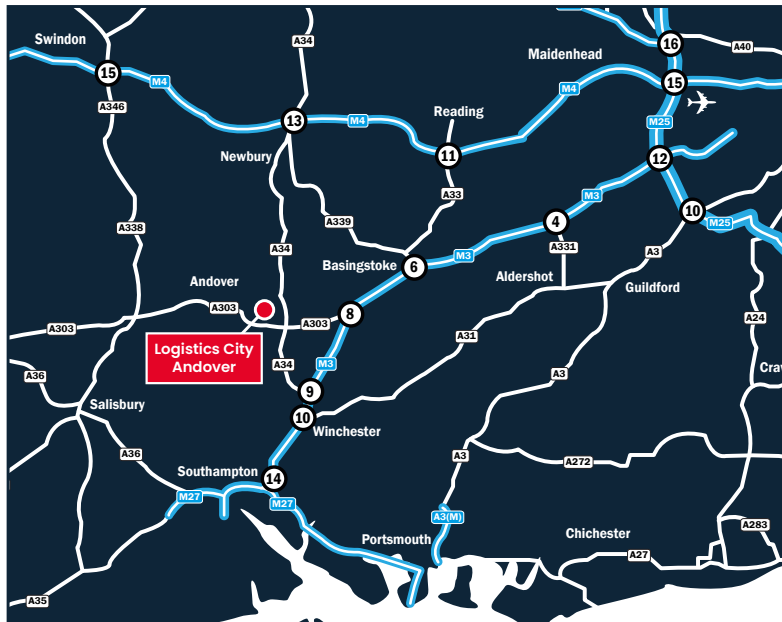 Swindon
A34
16
A40
Maidenhead
15
M4
15
A346
M4
Reading
13
M4
M25
Newbury
11
12
A33
M3
10
M25
A338
A339
4
A34
M3
A331
A3
Basingstoke
6
Andover
Aldershot
Guildford
A303
A303
A303
8
A24
Logistics City
Andover
A31
M3
A34
A3
Cra
A36
9
Salisbury
10
Winchester
A36
A3
A272
Southampton
14
M27
M27
A3(M)
A283
Portsmouth
Chichester
A27
A35